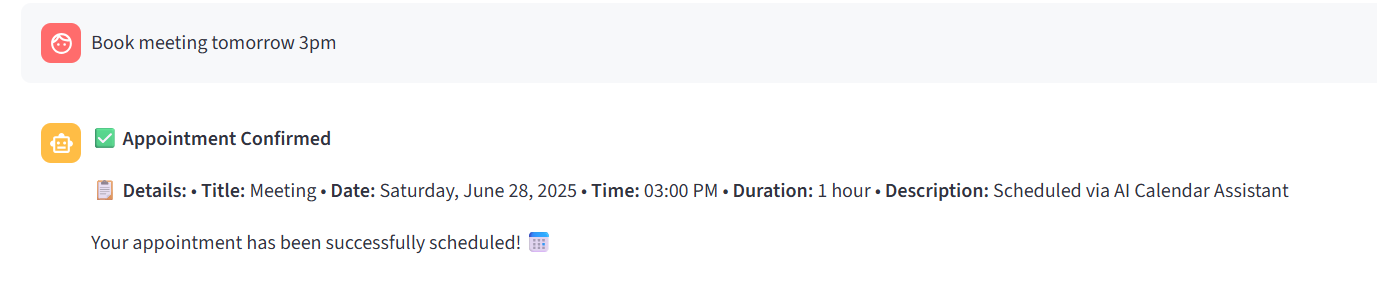 Book meeting tomorrow 3pm
✅ Appointment Confirmed
📋 Details: • Title: Meeting • Date: Saturday, June 28, 2025 • Time: 03:00 PM • Duration: 1 hour • Description: Scheduled via AI Calendar Assistant
Your appointment has been successfully scheduled! 📅